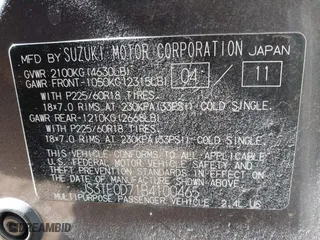 MFD BY SUZUKI MOTOR CORPORATION JAPAN
GVWR 2100KG(4630LB) 04 / 11
GAWR FRONT-1050KG(2315LB)
WITH P225/60R18 TIRES.
18×7.0 RIMS AT 230KPA(33PSI) COLD SINGLE.
GAWR REAR-1210KG(2668LB)
WITH P225/60R18 TIRES.
18×7.0 RIMS AT 230KPA(33PSI) COLD SINGLE.
THIS VEHICLE CONFORMS TO ALL APPLICABLE
U.S. FEDERAL MOTOR VEHICLE SAFETY AND
THEFT PREVENTION STANDARDS IN EFFECT ON THE
DATE OF MANUFACTURE SHOWN ABOVE.
MULTIPURPOSE PASSENGER VEHICLE 2.4L US
DREAMBID